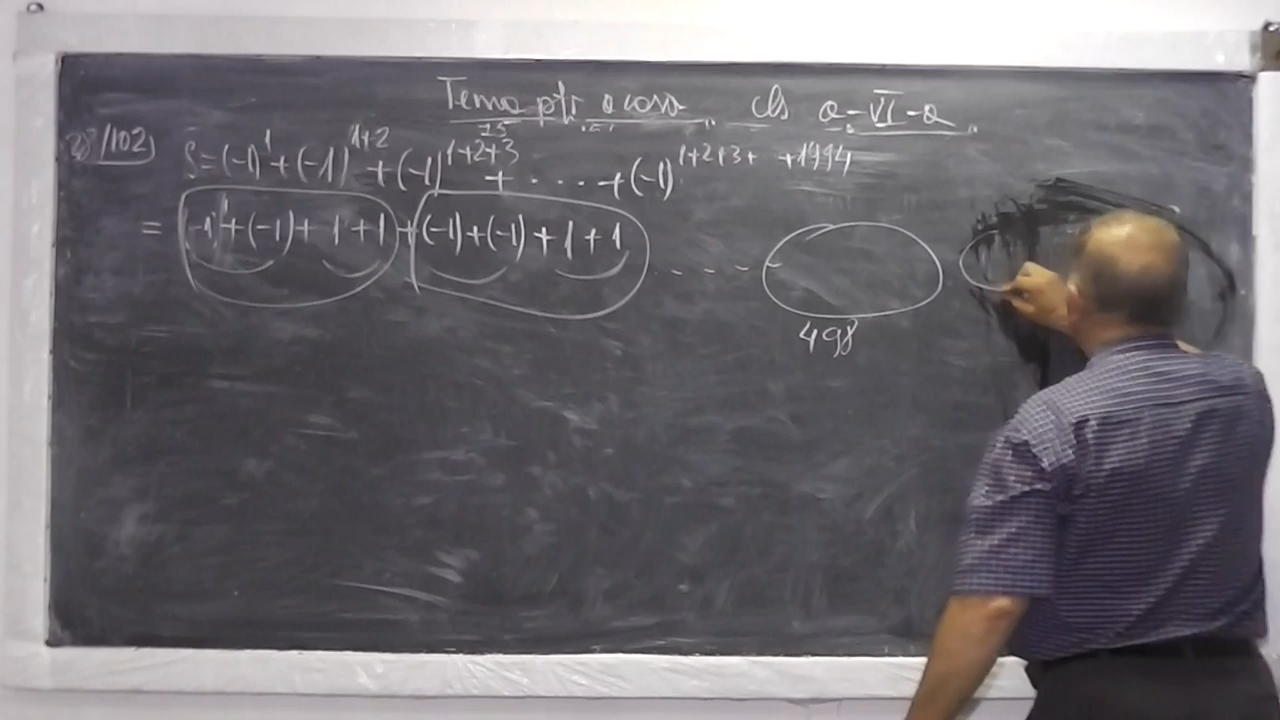 Tema ptr acasa cls a-VI-a
28/102) S=(-1)^1+(-1)^{1+2}+(-1)^{1+2+3}+.....+(-1)^{1+2+3+ +1994}
= -1+(-1)+1+1+(-1)+(-1)+1+1 .....
498